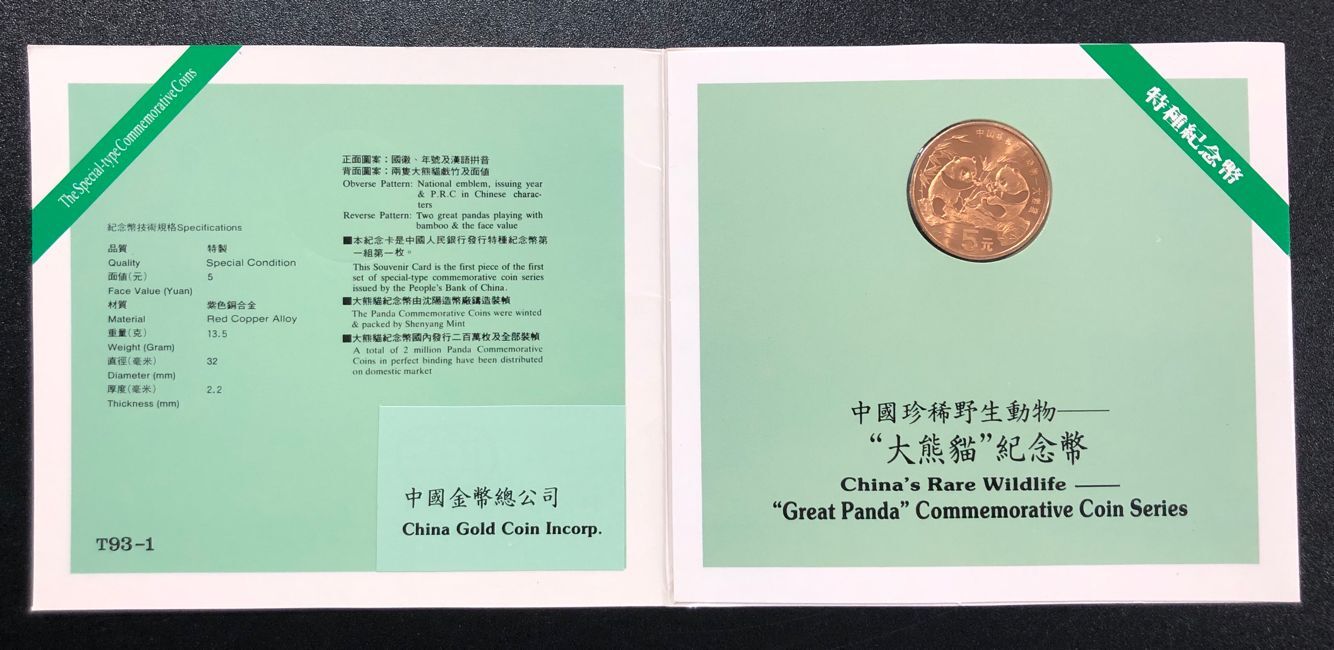 The Special-type Commemorative Coins
紀念幣技術規格Specifications
品質 特製
Quality Special Condition
面值(元) 5
Face Value (Yuan)
材質 紫色銅合金
Material Red Copper Alloy
重量(克) 13.5
Weight (Gram)
直徑(毫米) 32
Diameter (mm)
厚度(毫米) 2.2
Thickness (mm)
正面圖案：國徽、年號及漢語拼音
背面圖案：兩隻大熊貓戲竹及面值
Obverse Pattern: National emblem, issuing year
& P.R.C in Chinese charac-
ters
Reverse Pattern: Two great pandas playing with
bamboo & the face value
■本紀念卡是中國人民銀行發行特種紀念幣第
一組第一枚。
This Souvenir Card is the first piece of the first
set of special-type commemorative coin series
issued by the People's Bank of China.
■大熊貓紀念幣由沈陽造幣廠鑄造裝幀
The Panda Commemorative Coins were winted
& packed by Shenyang Mint
■大熊貓紀念幣國內發行二百萬枚及全部裝幀
A total of 2 million Panda Commemorative
Coins in perfect binding have been distributed
on domestic market
中國金幣總公司
China Gold Coin Incorp.
T93-1
特種紀念幣
5元
中國珍稀野生動物——
“大熊貓”紀念幣
China's Rare Wildlife ——
“Great Panda” Commemorative Coin Series